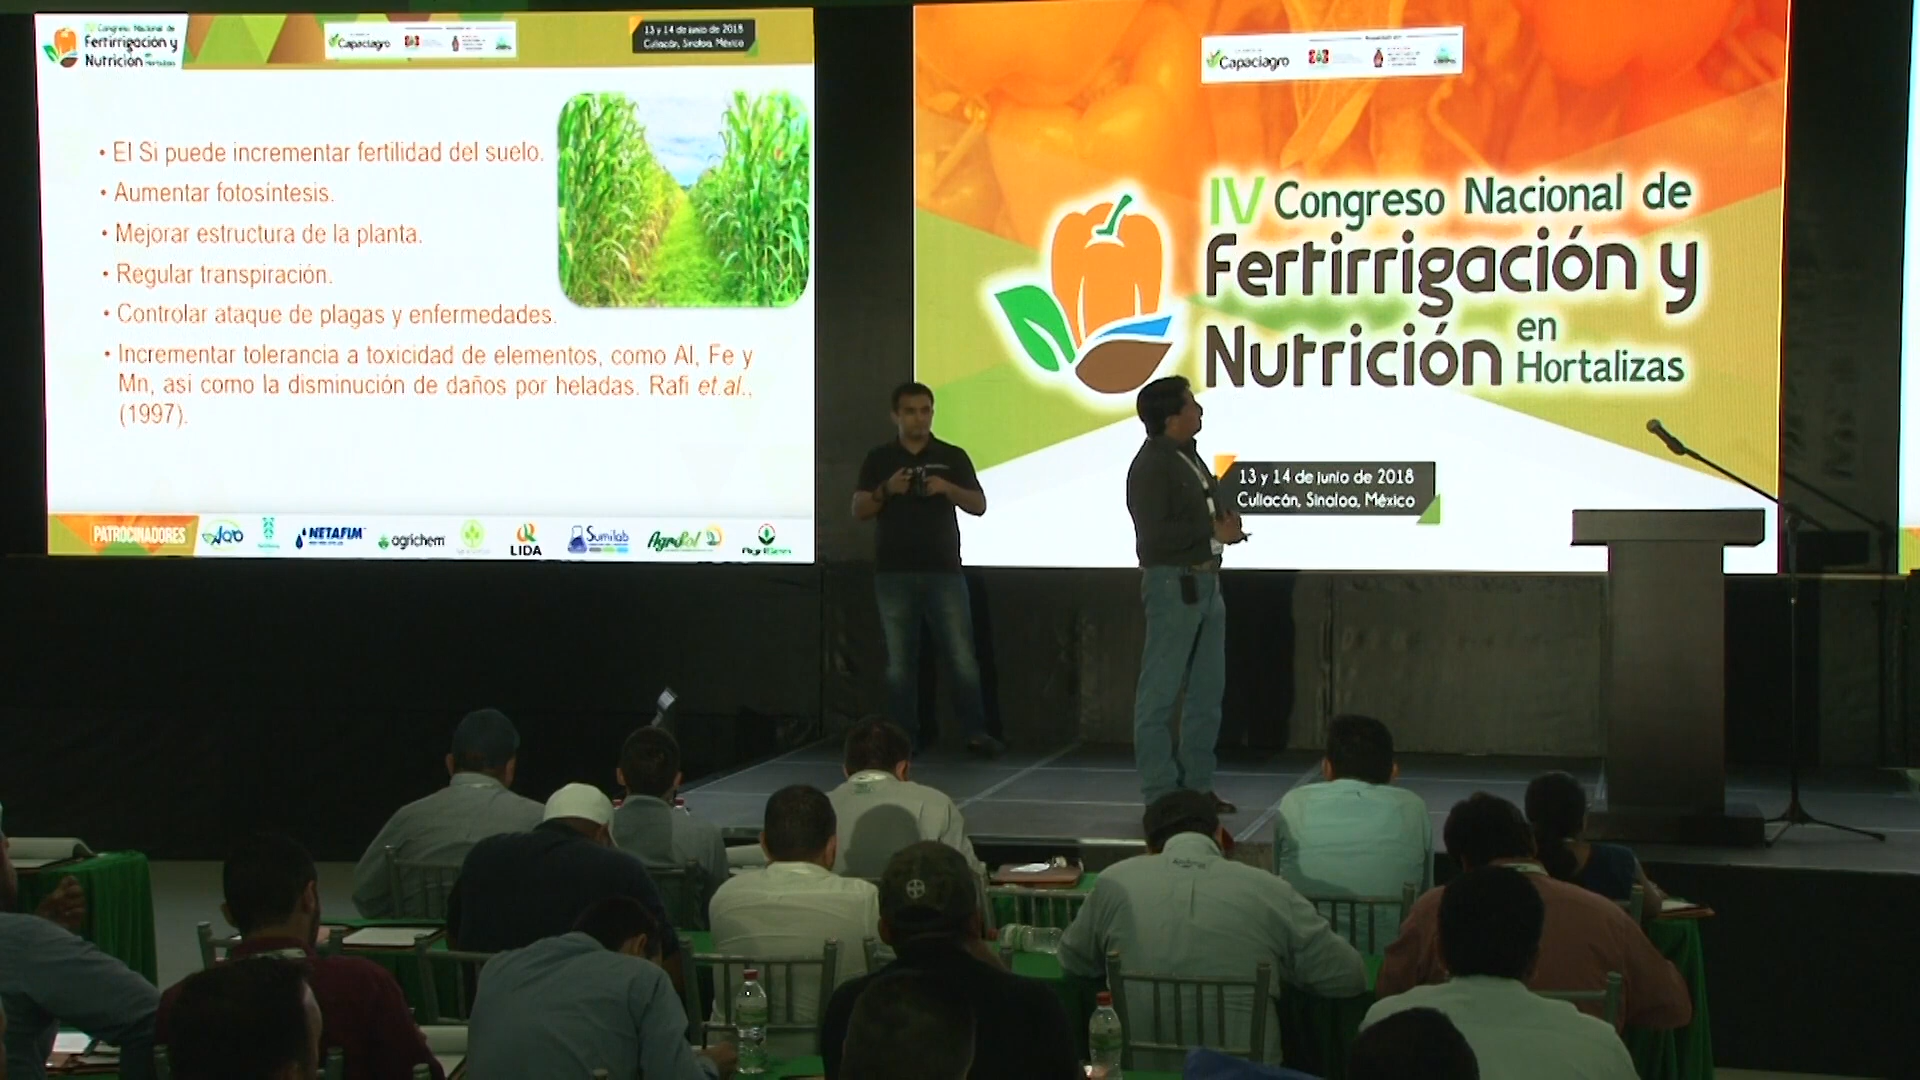 IV Congreso Nacional de
Fertirrigación y
Nutrición en Hortalizas
Capaciagro
13 y 14 de junio de 2018
Culiacán, Sinaloa, México
• El Si puede incrementar fertilidad del suelo.
• Aumentar fotosíntesis.
• Mejorar estructura de la planta.
• Regular transpiración.
• Controlar ataque de plagas y enfermedades.
• Incrementar tolerancia a toxicidad de elementos, como Al, Fe y
Mn, asi como la disminución de daños por heladas. Rafi et.al.,
(1997).
PATROCINADORES
NETAFIM
agrichem
LIDA
Sumilab
AgroSol
Capaciagro
IV Congreso Nacional de
Fertirrigación y
Nutrición en
Hortalizas
13 y 14 de junio de 2018
Culiacán, Sinaloa, México